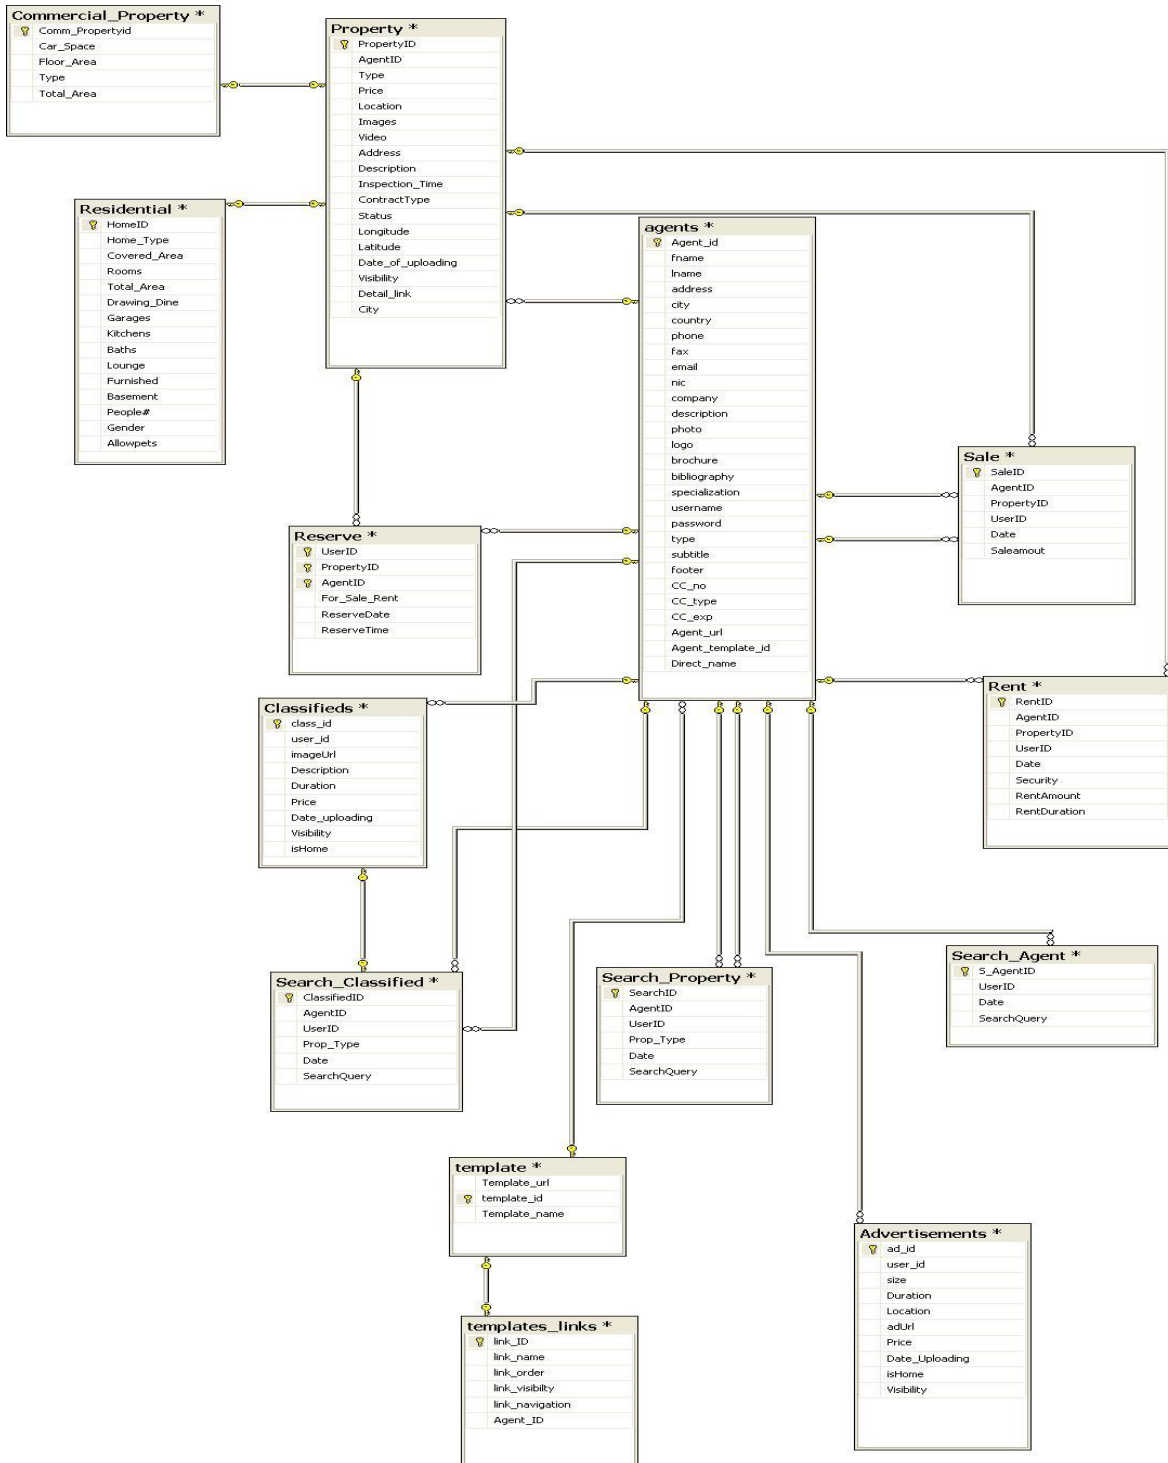 Commercial_Property *
Comm_Propertyid
Car_Space
Floor_Area
Type
Total_Area
Property *
PropertyID
AgentID
Type
Price
Location
Images
Video
Address
Description
Inspection_Time
ContractType
Status
Longitude
Latitude
Date_of_uploading
Visibility
Detail_link
City
Residential *
HomeID
Home_Type
Covered_Area
Rooms
Total_Area
Drawing_Dine
Garages
Kitchens
Baths
Lounge
Furnished
Basement
People#
Gender
Allowpets
agents *
Agent_id
fname
lname
address
city
country
phone
fax
email
nic
company
description
photo
logo
brochure
bibliography
specialization
username
password
type
subtitle
footer
CC_no
CC_type
CC_exp
Agent_url
Agent_template_id
Direct_name
Sale *
SaleID
AgentID
PropertyID
UserID
Date
Saleamout
Reserve *
UserID
PropertyID
AgentID
For_Sale_Rent
ReserveDate
ReserveTime
Rent *
RentID
AgentID
PropertyID
UserID
Date
Security
RentAmount
RentDuration
Classifieds *
class_id
user_id
imageUrl
Description
Duration
Price
Date_uploading
Visibility
isHome
Search_Classified *
ClassifiedID
AgentID
UserID
Prop_Type
Date
SearchQuery
Search_Property *
SearchID
AgentID
UserID
Prop_Type
Date
SearchQuery
Search_Agent *
S_AgentID
UserID
Date
SearchQuery
template *
Template_url
template_id
Template_name
Advertisements *
ad_id
user_id
size
Duration
Location
adUrl
Price
Date_Uploading
isHome
Visibility
templates_links *
link_ID
link_name
link_order
link_visibilty
link_navigation
Agent_ID